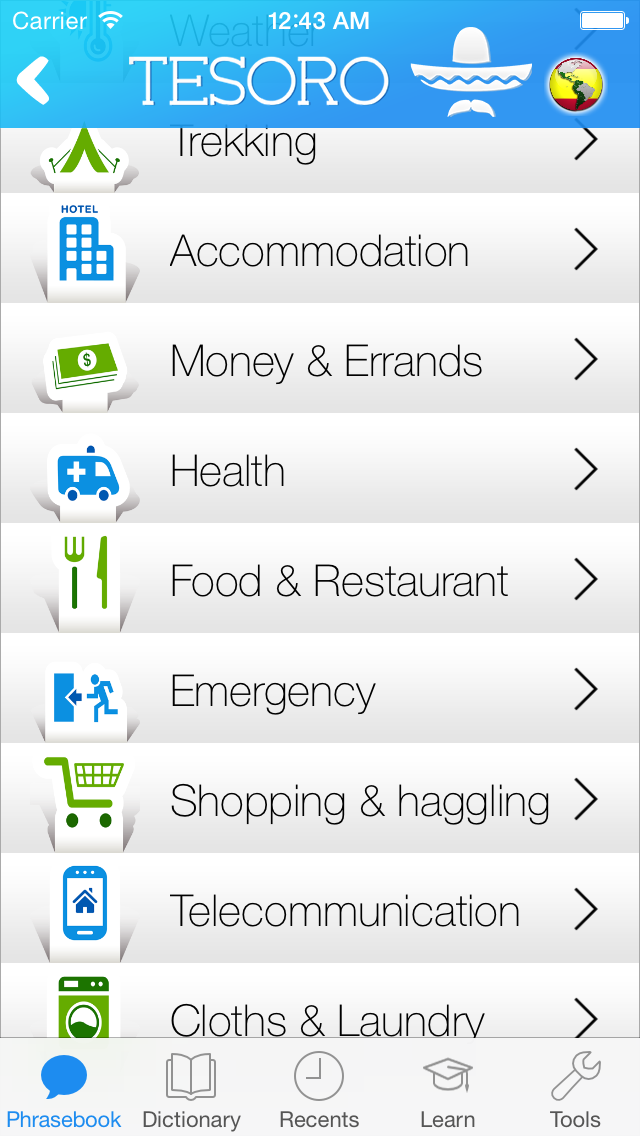 Carrier 12:43 AM
Weather
TESORO
Trekking
HOTEL
Accommodation
$
Money & Errands
Health
Food & Restaurant
Emergency
Shopping & haggling
Telecommunication
Cloths & Laundry
Phrasebook Dictionary Recents Learn Tools